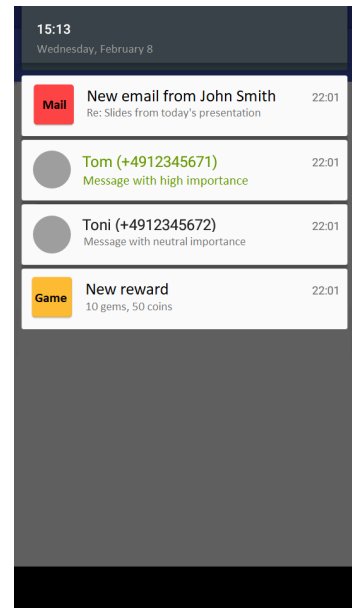 15:13
Wednesday, February 8
Mail
New email from John Smith
22:01
Re: Slides from today's presentation
Tom (+4912345671)
22:01
Message with high importance
Toni (+4912345672)
22:01
Message with neutral importance
Game
New reward
22:01
10 gems, 50 coins